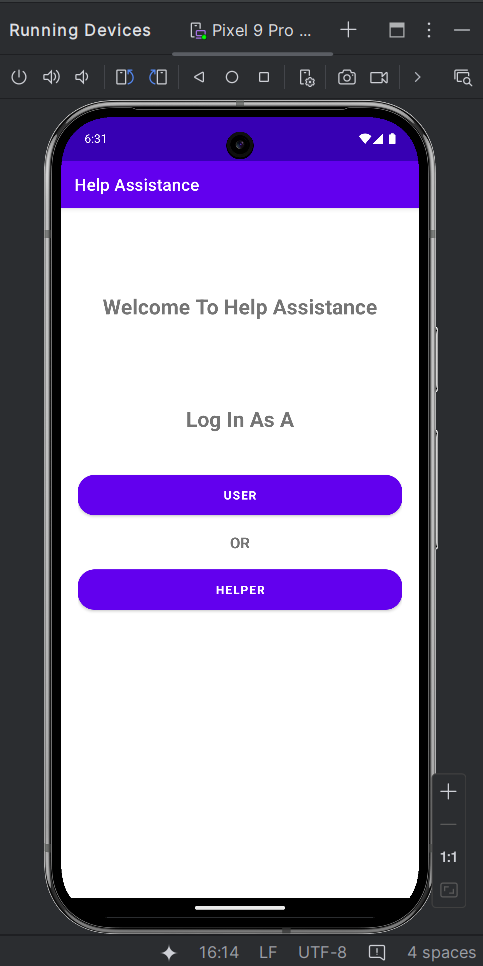 Running Devices
Pixel 9 Pro ...
6:31
Help Assistance
Welcome To Help Assistance
Log In As A
USER
OR
HELPER
1:1
16:14 LF UTF-8 4 spaces